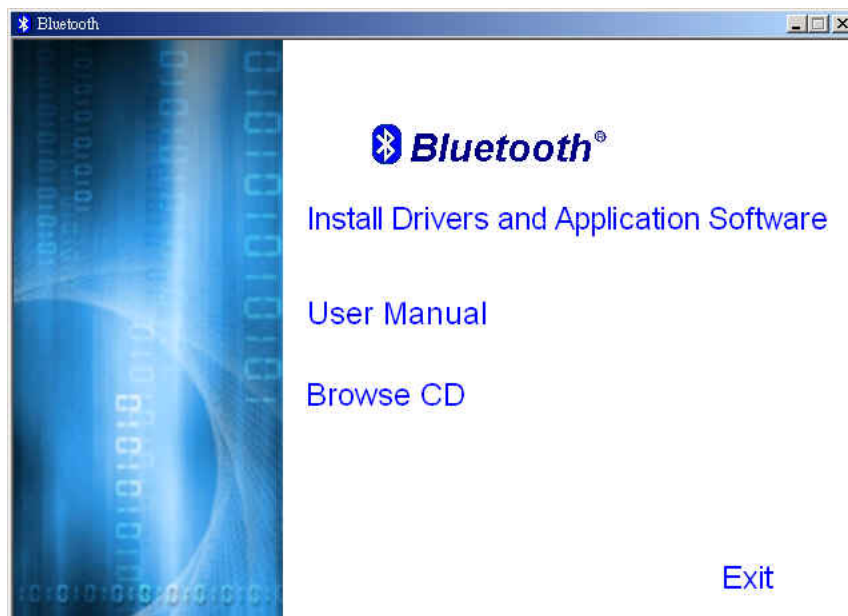 Bluetooth
Bluetooth®
Install Drivers and Application Software
User Manual
Browse CD
Exit